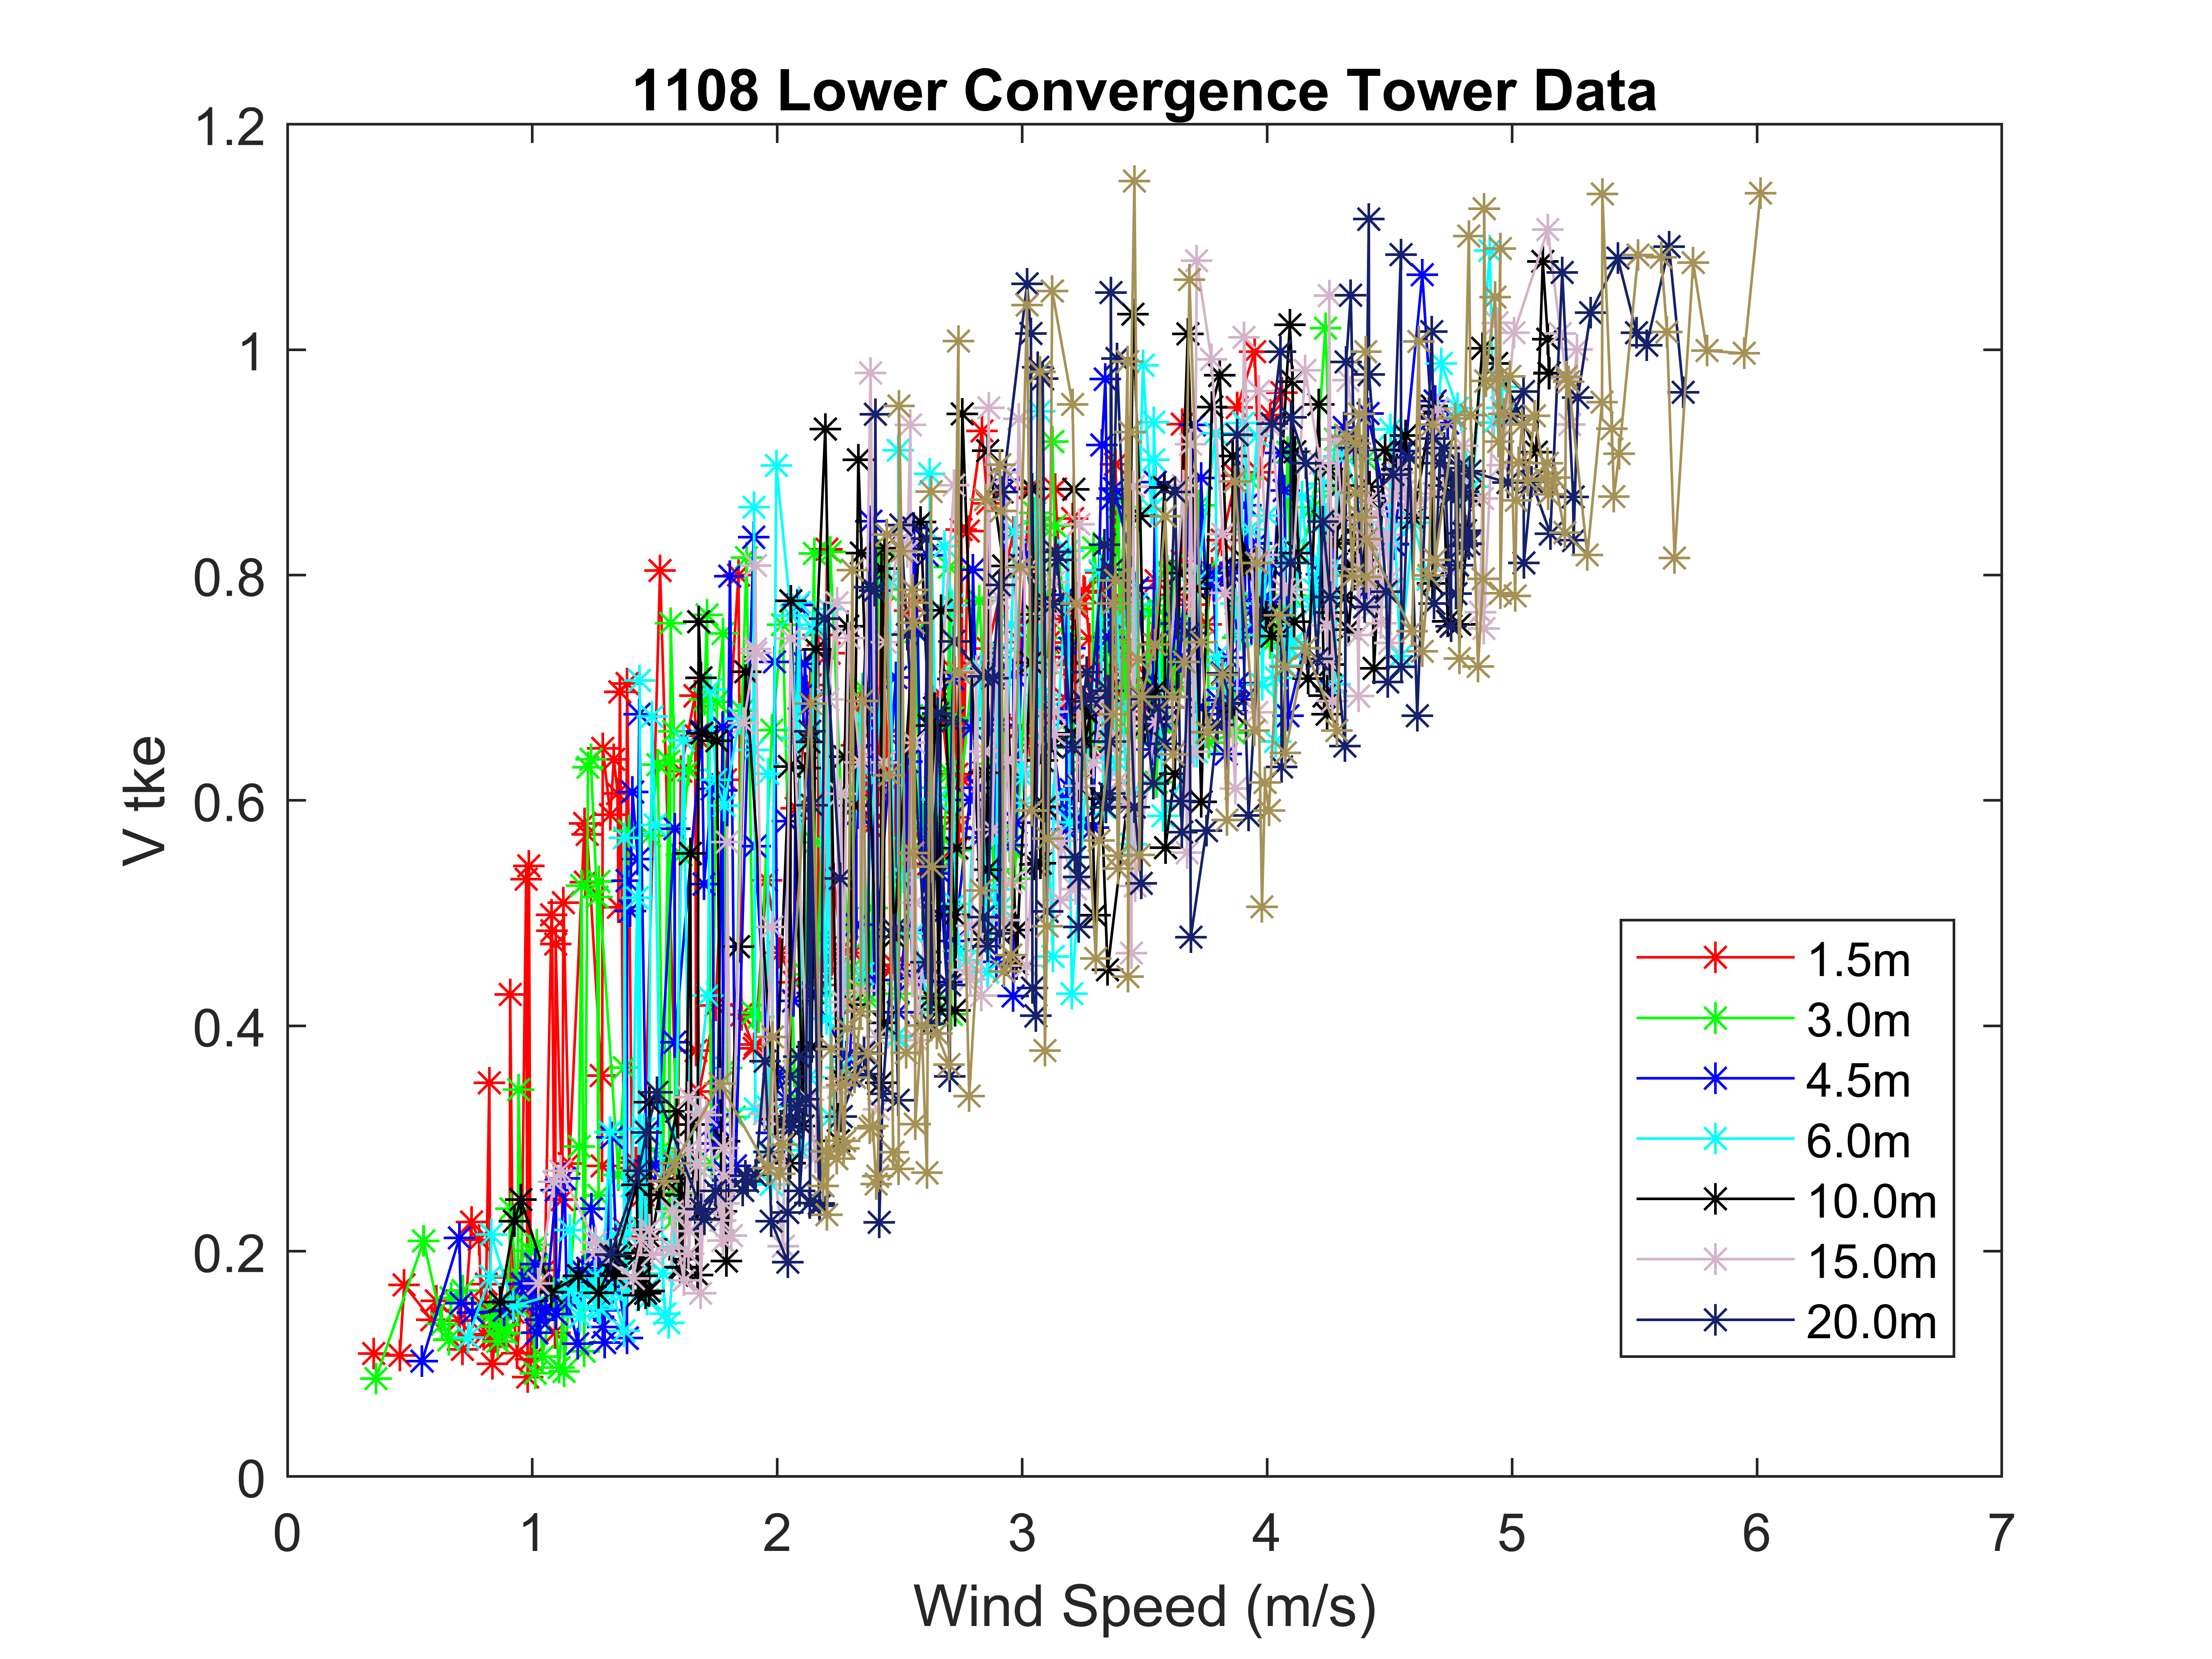 1108 Lower Convergence Tower Data
1.2
1
0.8
0.6
0.4
0.2
0
V tke
0 1 2 3 4 5 6 7
Wind Speed (m/s)
1.5m
3.0m
4.5m
6.0m
10.0m
15.0m
20.0m